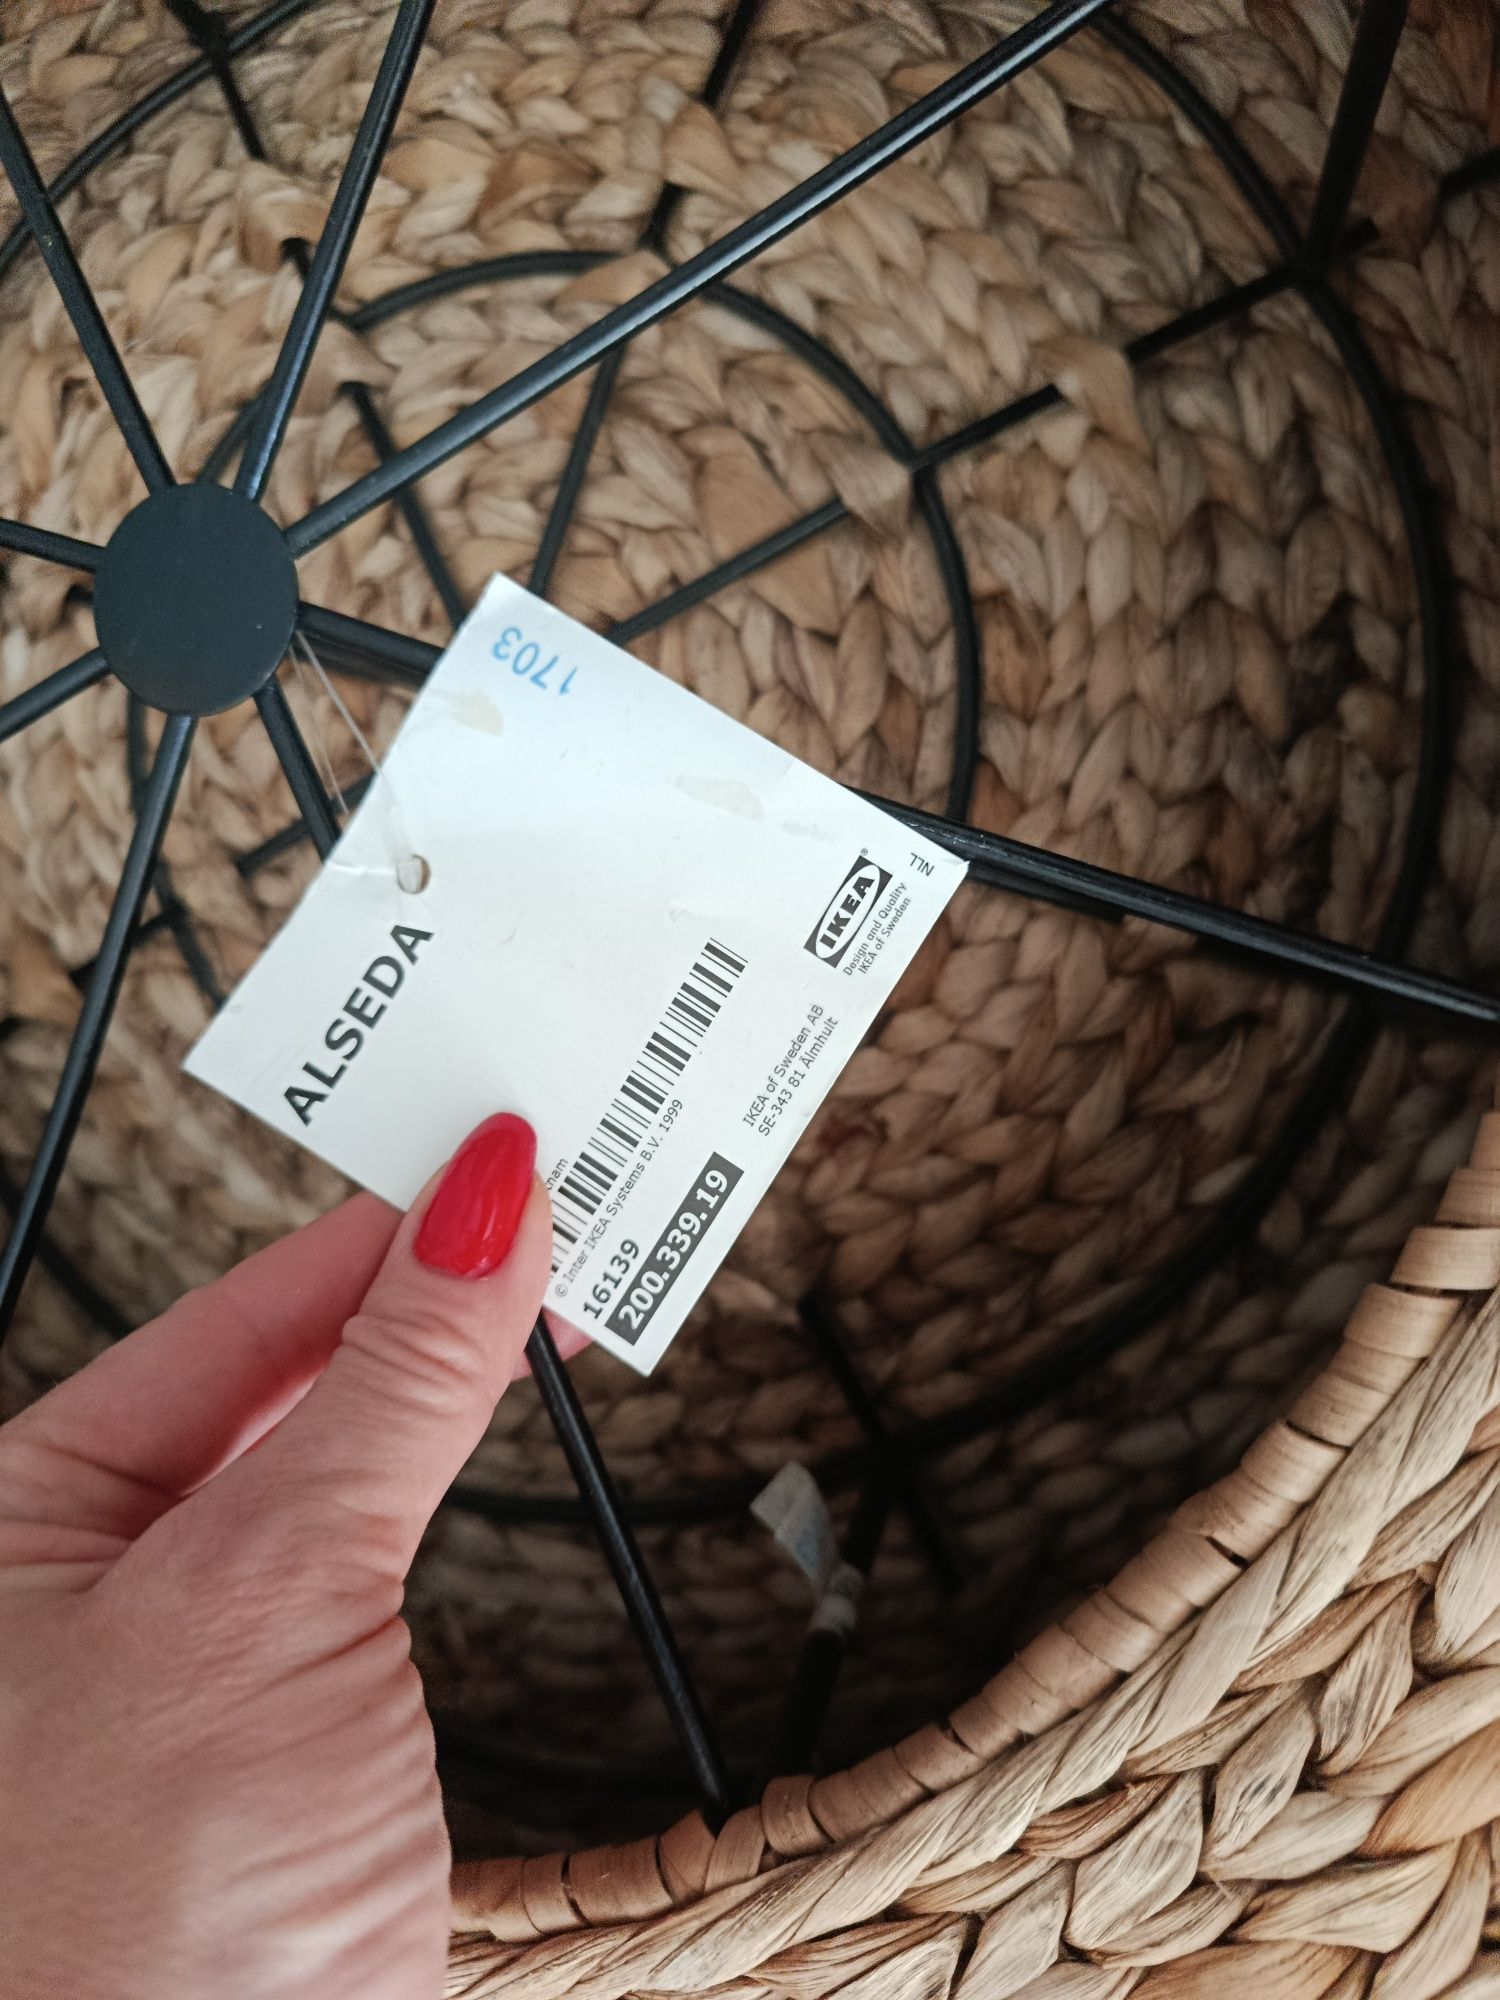 1703
ALSEDA
© Inter IKEA Systems B.V. 1999
16139
200.339.19
IKEA of Sweden AB
SE-343 81 Älmhult
IKEA®
Design and Quality
IKEA of Sweden
NLL